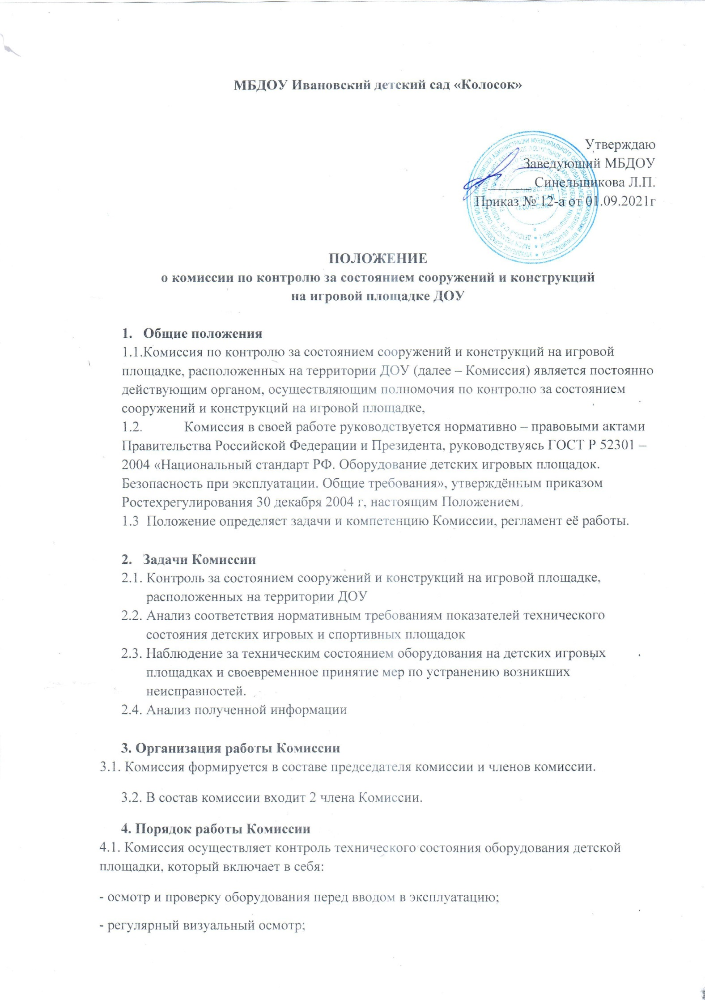 МБДОУ Ивановский детский сад «Колосок»
Утверждаю
Заведующий МБДОУ
Синельщикова Л.П.
Приказ № 12-а от 01.09.2021г
ПОЛОЖЕНИЕ
о комиссии по контролю за состоянием сооружений и конструкций
на игровой площадке ДОУ
1. Общие положения
1.1.Комиссия по контролю за состоянием сооружений и конструкций на игровой
площадке, расположенных на территории ДОУ (далее – Комиссия) является постоянно
действующим органом, осуществляющим полномочия по контролю за состоянием
сооружений и конструкций на игровой площадке,
1.2. Комиссия в своей работе руководствуется нормативно – правовыми актами
Правительства Российской Федерации и Президента, руководствуясь ГОСТ Р 52301 –
2004 «Национальный стандарт РФ. Оборудование детских игровых площадок.
Безопасность при эксплуатации. Общие требования», утверждённым приказом
Ростехрегулирования 30 декабря 2004 г, настоящим Положением,
1.3 Положение определяет задачи и компетенцию Комиссии, регламент её работы.
2. Задачи Комиссии
2.1. Контроль за состоянием сооружений и конструкций на игровой площадке,
расположенных на территории ДОУ
2.2. Анализ соответствия нормативным требованиям показателей технического
состояния детских игровых и спортивных площадок
2.3. Наблюдение за техническим состоянием оборудования на детских игровых
площадках и своевременное принятие мер по устранению возникших
неисправностей.
2.4. Анализ полученной информации
3. Организация работы Комиссии
3.1. Комиссия формируется в составе председателя комиссии и членов комиссии.
3.2. В состав комиссии входит 2 члена Комиссии.
4. Порядок работы Комиссии
4.1. Комиссия осуществляет контроль технического состояния оборудования детской
площадки, который включает в себя:
- осмотр и проверку оборудования перед вводом в эксплуатацию;
- регулярный визуальный осмотр;